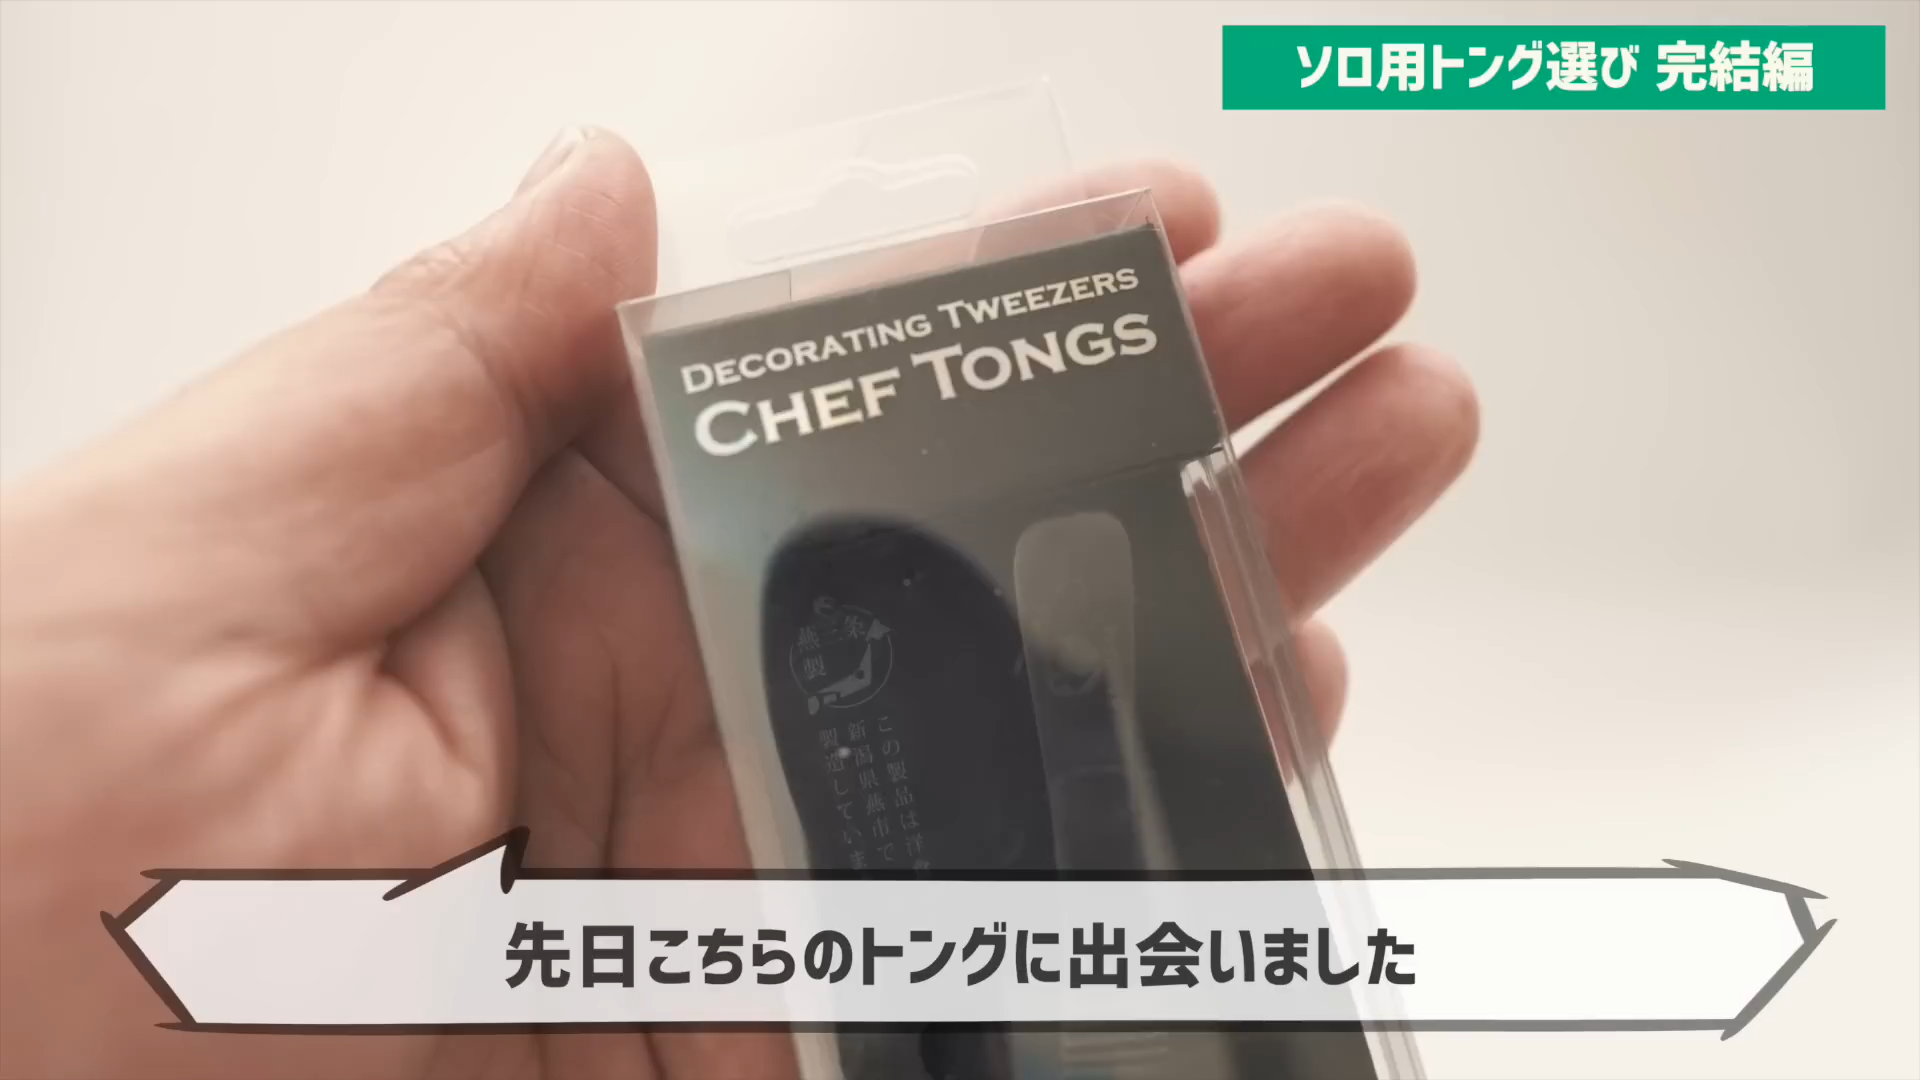 ソロ用トング選び 完結編
DECORATING TWEEZERS
CHEF TONGS
燕三条
製
この製品は洋食
新潟県燕市で
製造していま
先日こちらのトングに出会いました